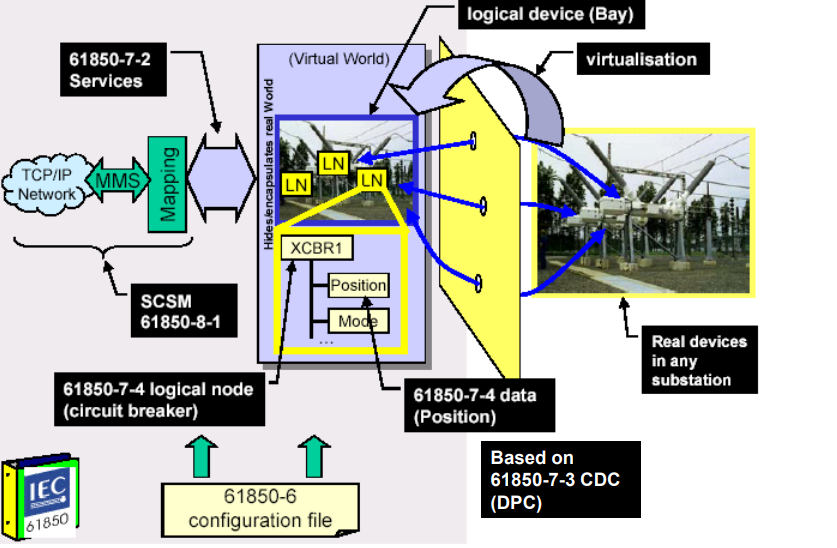 logical device (Bay)
61850-7-2
Services
(Virtual World)
virtualisation
Hides/encapsulates real World
LN
LN
LN
TCP/IP
Network
MMS
Mapping
XCBR1
Position
Mode
...
SCSM
61850-8-1
Real devices
in any
substation
61850-7-4 logical node
(circuit breaker)
61850-7-4 data
(Position)
Based on
61850-7-3 CDC
(DPC)
IEC
61850
61850-6
configuration file